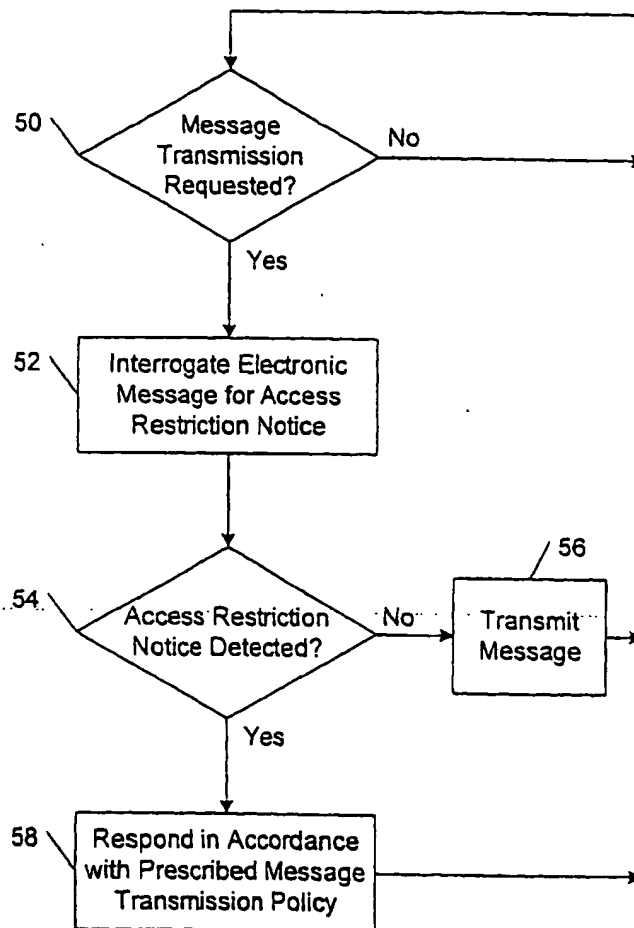 50
Message
Transmission
Requested?
No
Yes
52
Interrogate Electronic
Message for Access
Restriction Notice
54
Access Restriction
Notice Detected?
No
56
Transmit
Message
Yes
58
Respond in Accordance
with Prescribed Message
Transmission Policy